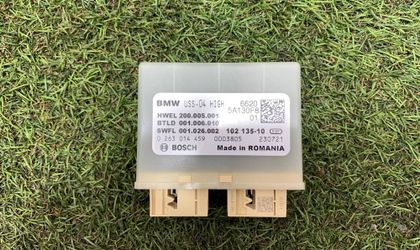 BMW USS-04 HIGH 6620
5A130F8
HWEL 200.005.001 01
BTLD 001.006.010
SWFL 001.026.002 102 135-10
0 263 014 459 00D3805 230721
BOSCH Made in ROMANIA